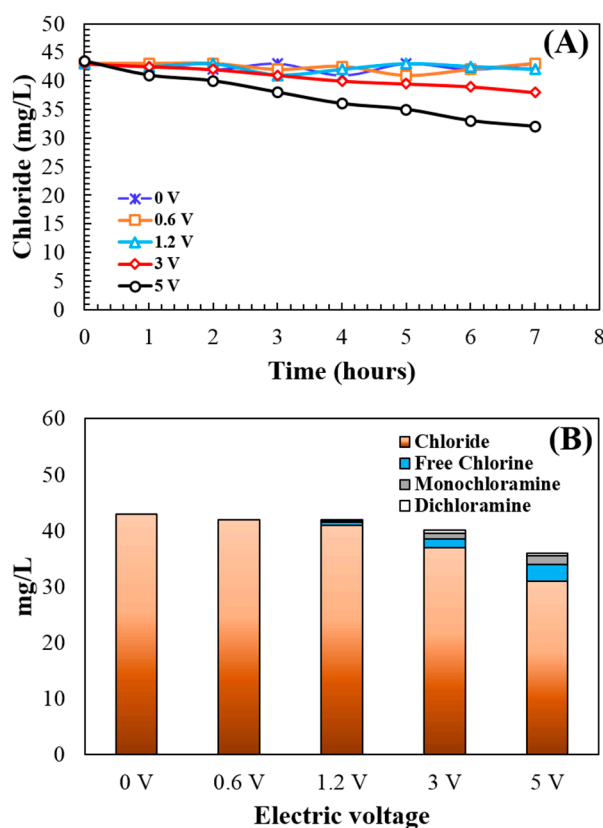 (A)
Chloride (mg/L)
50
45
40
35
30
25
20
15
10
5
0
0 V
0.6 V
1.2 V
3 V
5 V
0 1 2 3 4 5 6 7 8
Time (hours)
(B)
mg/L
60
50
40
30
20
10
0
Chloride
Free Chlorine
Monochloramine
Dichloramine
0 V 0.6 V 1.2 V 3 V 5 V
Electric voltage